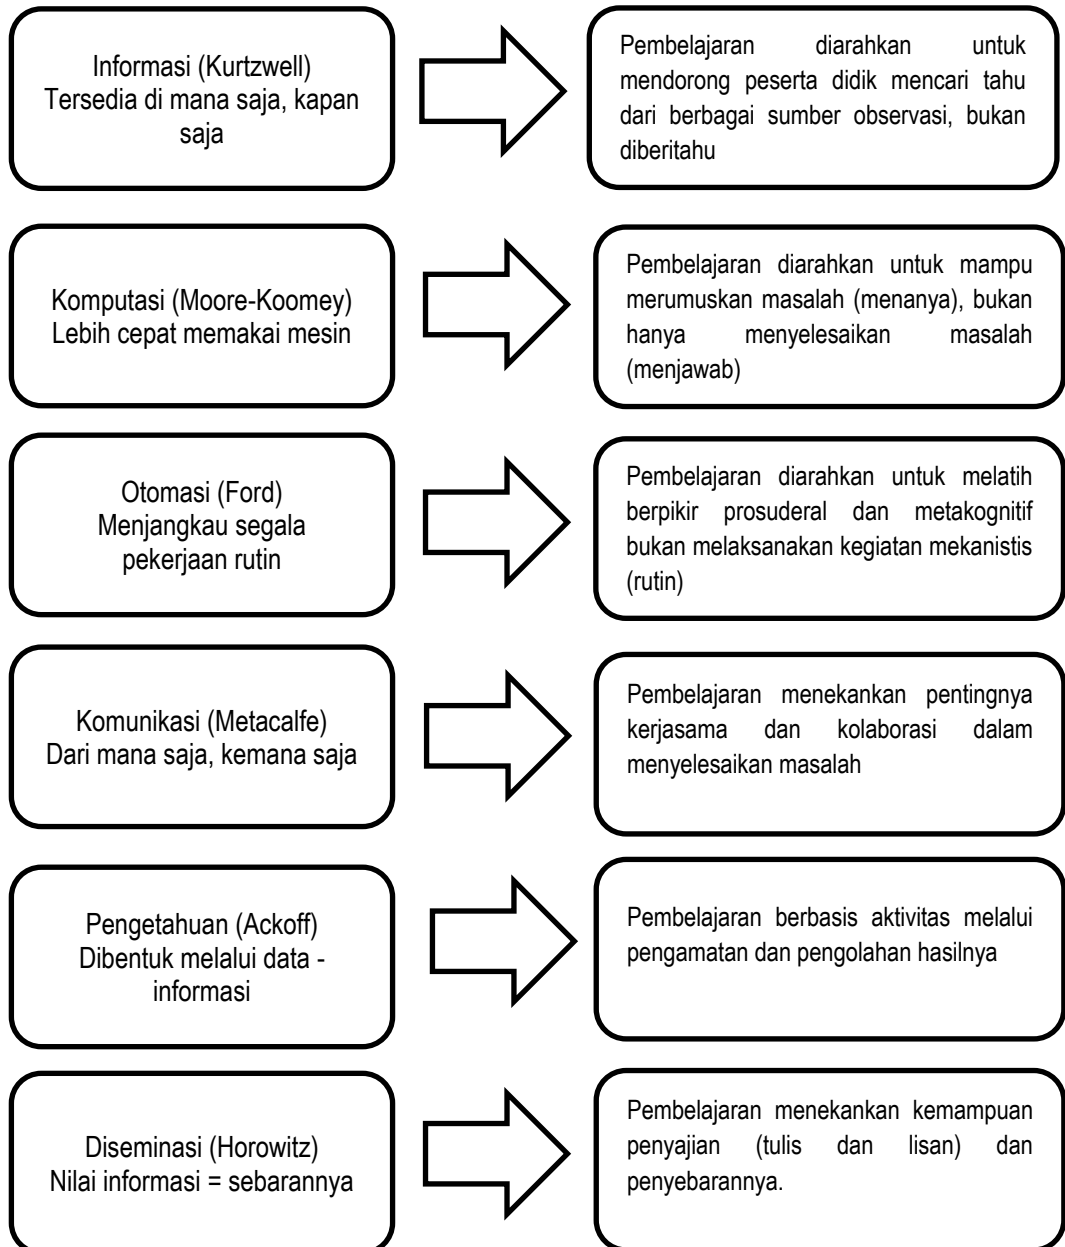 Informasi (Kurtzwell)
Tersedia di mana saja, kapan
saja
Pembelajaran diarahkan untuk
mendorong peserta didik mencari tahu
dari berbagai sumber observasi, bukan
diberitahu
Komputasi (Moore-Koomey)
Lebih cepat memakai mesin
Pembelajaran diarahkan untuk mampu
merumuskan masalah (menanya), bukan
hanya menyelesaikan masalah
(menjawab)
Otomasi (Ford)
Menjangkau segala
pekerjaan rutin
Pembelajaran diarahkan untuk melatih
berpikir prosuderal dan metakognitif
bukan melaksanakan kegiatan mekanistis
(rutin)
Komunikasi (Metacalfe)
Dari mana saja, kemana saja
Pembelajaran menekankan pentingnya
kerjasama dan kolaborasi dalam
menyelesaikan masalah
Pengetahuan (Ackoff)
Dibentuk melalui data -
informasi
Pembelajaran berbasis aktivitas melalui
pengamatan dan pengolahan hasilnya
Diseminasi (Horowitz)
Nilai informasi = sebarannya
Pembelajaran menekankan kemampuan
penyajian (tulis dan lisan) dan
penyebarannya.